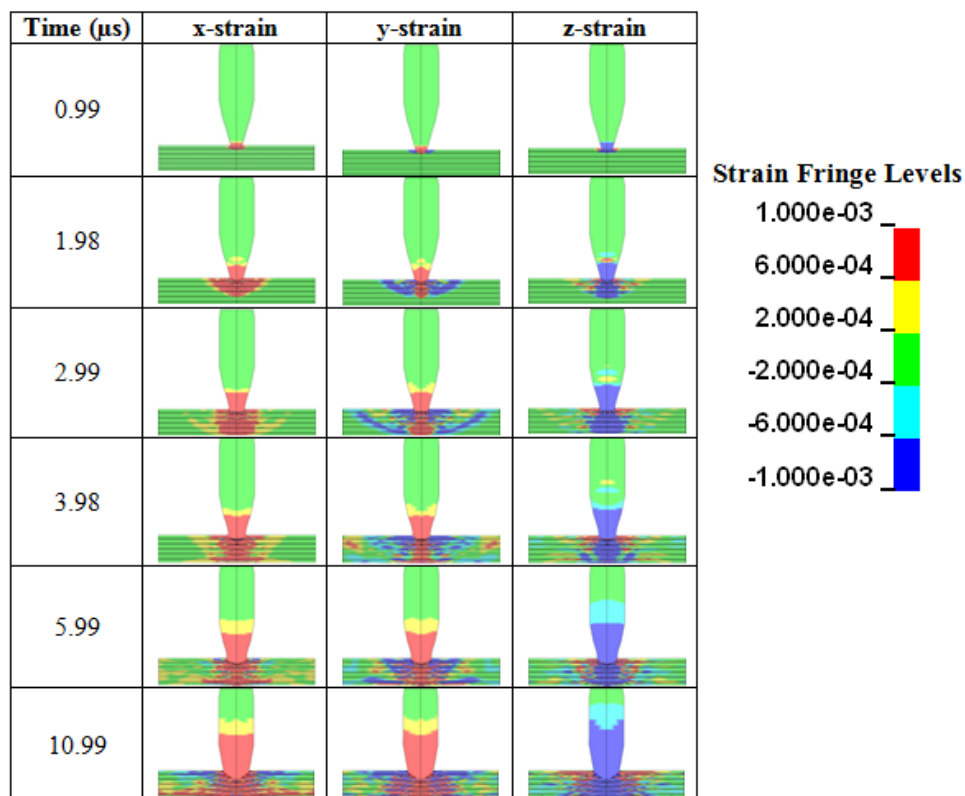 Time (µs) x-strain y-strain z-strain
0.99
1.98
2.99
3.98
5.99
10.99
Strain Fringe Levels
1.000e-03
6.000e-04
2.000e-04
-2.000e-04
-6.000e-04
-1.000e-03